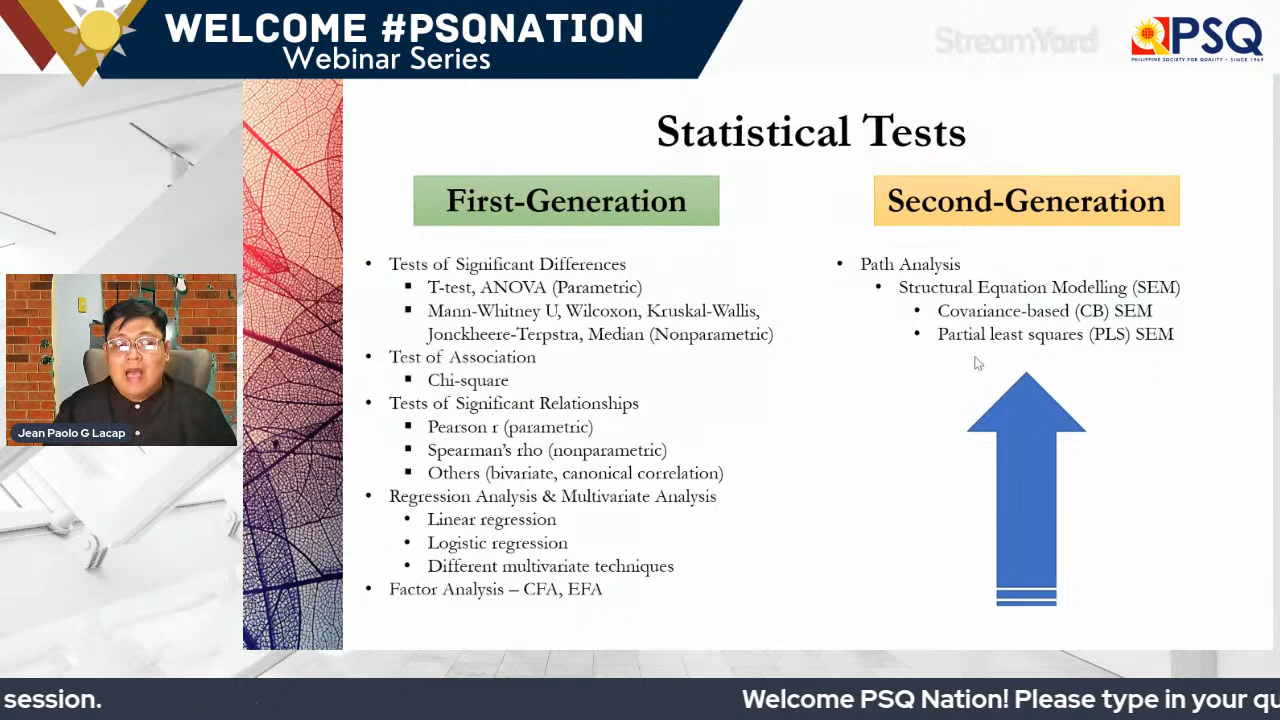 WELCOME #PSQNATION
Webinar Series
StreamYard
PSQ
PHILIPPINE SOCIETY FOR QUALITY • SINCE 1969
Statistical Tests
First-Generation
• Tests of Significant Differences
▪ T-test, ANOVA (Parametric)
▪ Mann-Whitney U, Wilcoxon, Kruskal-Wallis,
Jonckheere-Terpstra, Median (Nonparametric)
• Test of Association
▪ Chi-square
• Tests of Significant Relationships
▪ Pearson r (parametric)
▪ Spearman's rho (nonparametric)
▪ Others (bivariate, canonical correlation)
• Regression Analysis & Multivariate Analysis
• Linear regression
• Logistic regression
• Different multivariate techniques
• Factor Analysis – CFA, EFA
Second-Generation
• Path Analysis
• Structural Equation Modelling (SEM)
• Covariance-based (CB) SEM
• Partial least squares (PLS) SEM
Jean Paolo G Lacap
session.
Welcome PSQ Nation! Please type in your qu